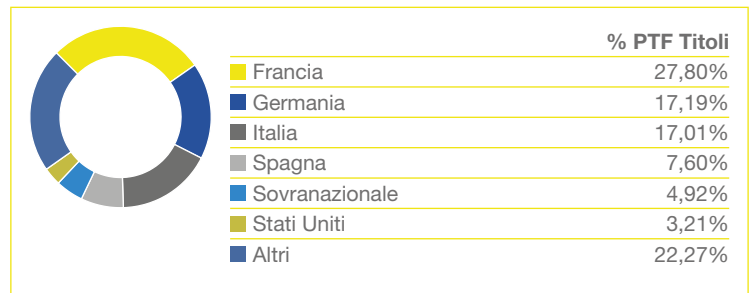 % PTF Titoli
Francia 27,80%
Germania 17,19%
Italia 17,01%
Spagna 7,60%
Sovranazionale 4,92%
Stati Uniti 3,21%
Altri 22,27%